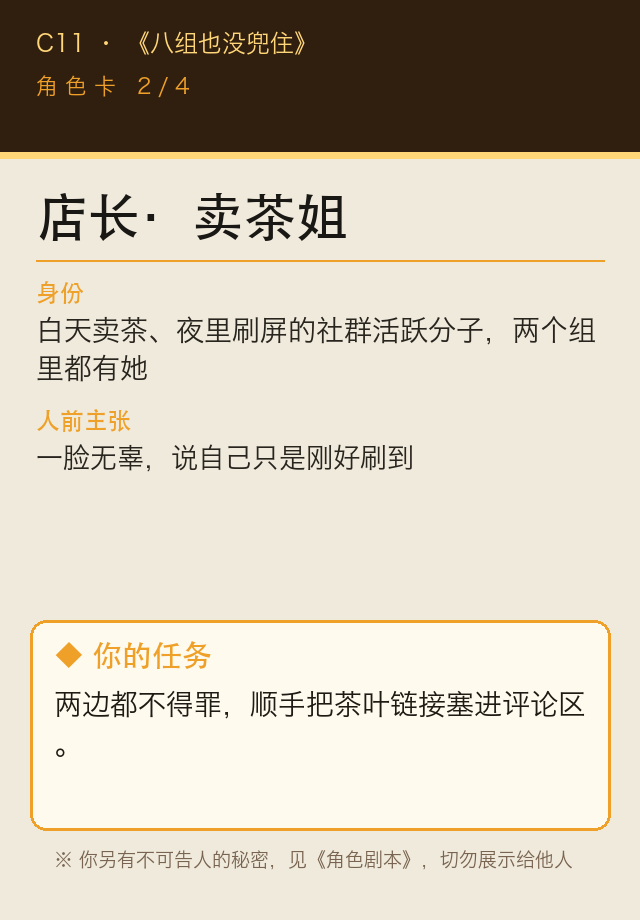 C11 · 《八组也没兜住》
角色卡 2/4
店长· 卖茶姐
身份
白天卖茶、夜里刷屏的社群活跃分子，两个组
里都有她
人前主张
一脸无辜，说自己只是刚好刷到
◆ 你的任务
两边都不得罪，顺手把茶叶链接塞进评论区
。
※ 你另有不可告人的秘密，见《角色剧本》，切勿展示给他人